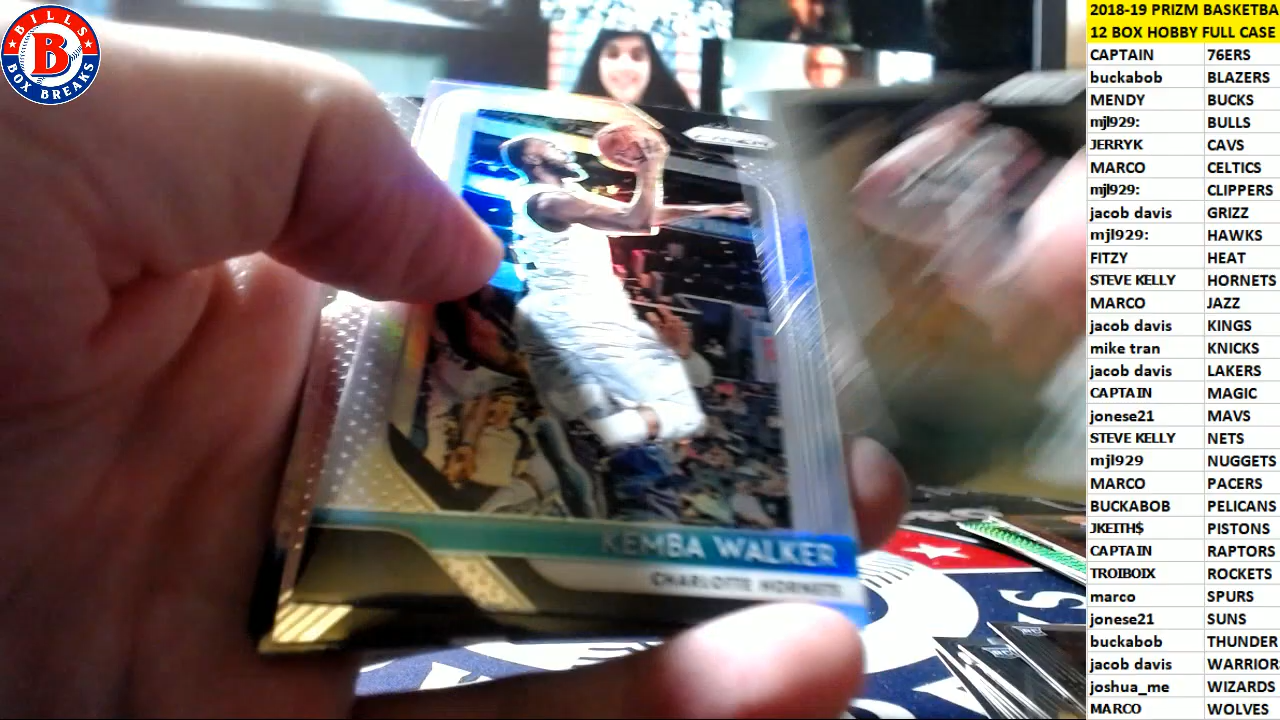 BILLS
B
BOX BREAKS
KEMBA WALKER
CHARLOTTE HORNETS
2018-19 PRIZM BASKETBA
12 BOX HOBBY FULL CASE
CAPTAIN 76ERS
buckabob BLAZERS
MENDY BUCKS
mjl929: BULLS
JERRYK CAVS
MARCO CELTICS
mjl929: CLIPPERS
jacob davis GRIZZ
mjl929: HAWKS
FITZY HEAT
STEVE KELLY HORNETS
MARCO JAZZ
jacob davis KINGS
mike tran KNICKS
jacob davis LAKERS
CAPTAIN MAGIC
jonese21 MAVS
STEVE KELLY NETS
mjl929 NUGGETS
MARCO PACERS
BUCKABOB PELICANS
JKEITH$ PISTONS
CAPTAIN RAPTORS
TROIBOIX ROCKETS
marco SPURS
jonese21 SUNS
buckabob THUNDER
jacob davis WARRIOR
joshua_me WIZARDS
MARCO WOLVES